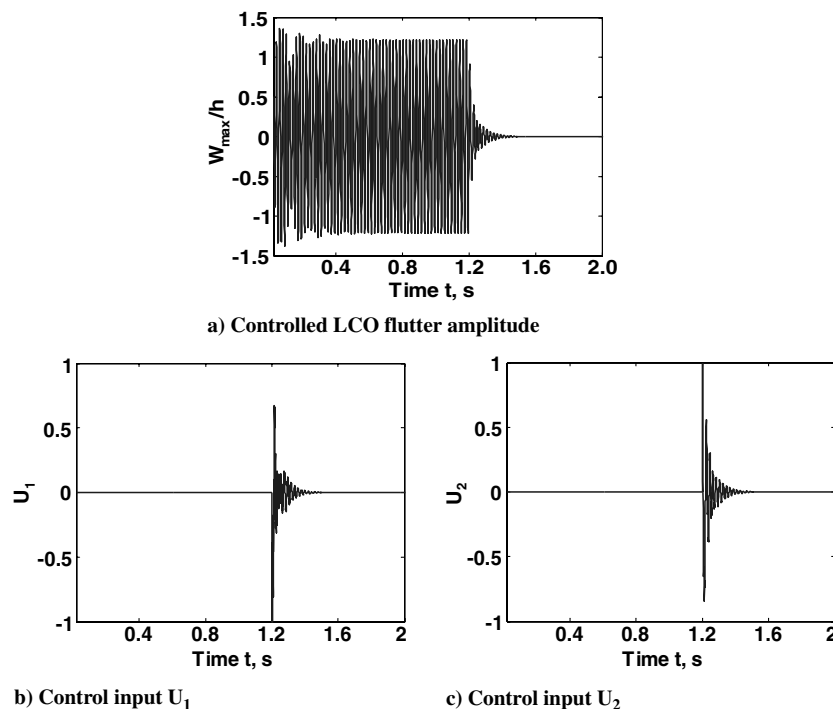 1.5
1
0.5
0
-0.5
-1
-1.5
W_max/h
0.4 0.8 1.2 1.6 2.0
Time t, s
a) Controlled LCO flutter amplitude
1
0.5
0
-0.5
-1
U_1
0.4 0.8 1.2 1.6 2
Time t, s
b) Control input U_1
1
0.5
0
-0.5
-1
U_2
0.4 0.8 1.2 1.6 2
Time t, s
c) Control input U_2